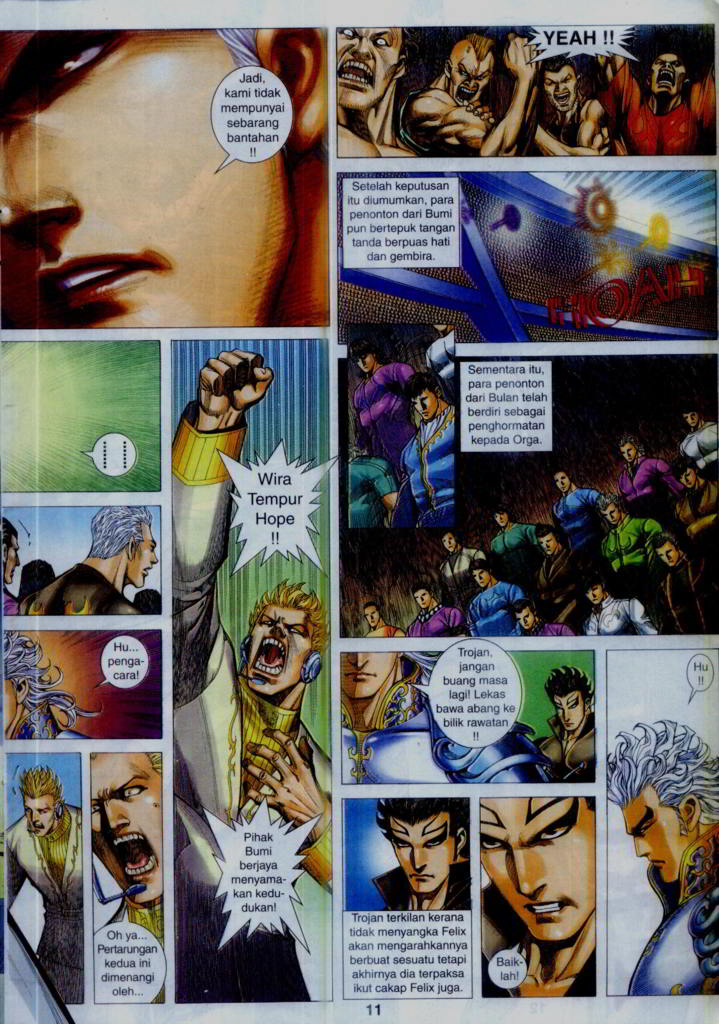 Jadi,
kami tidak
mempunyai
sebarang
bantahan
!!
Hu...
penga-
cara!
Oh ya...
Pertarungan
kedua ini
dimenangi
oleh...
Wira
Tempur
Hope
!!
Pihak
Bumi
berjaya
menyama-
kan kedu-
dukan!
YEAH !!
Setelah keputusan
itu diumumkan, para
penonton dari Bumi
pun bertepuk tangan
tanda berpuas hati
dan gembira.
HOAH
Sementara itu,
para penonton
dari Bulan telah
berdiri sebagai
penghormatan
kepada Orga.
Trojan,
jangan
buang masa
lagi! Lekas
bawa abang ke
bilik rawatan
!!
Hu
!!
Trojan terkilan kerana
tidak menyangka Felix
akan mengarahkannya
berbuat sesuatu tetapi
akhirnya dia terpaksa
ikut cakap Felix juga.
Baik-
lah!
11